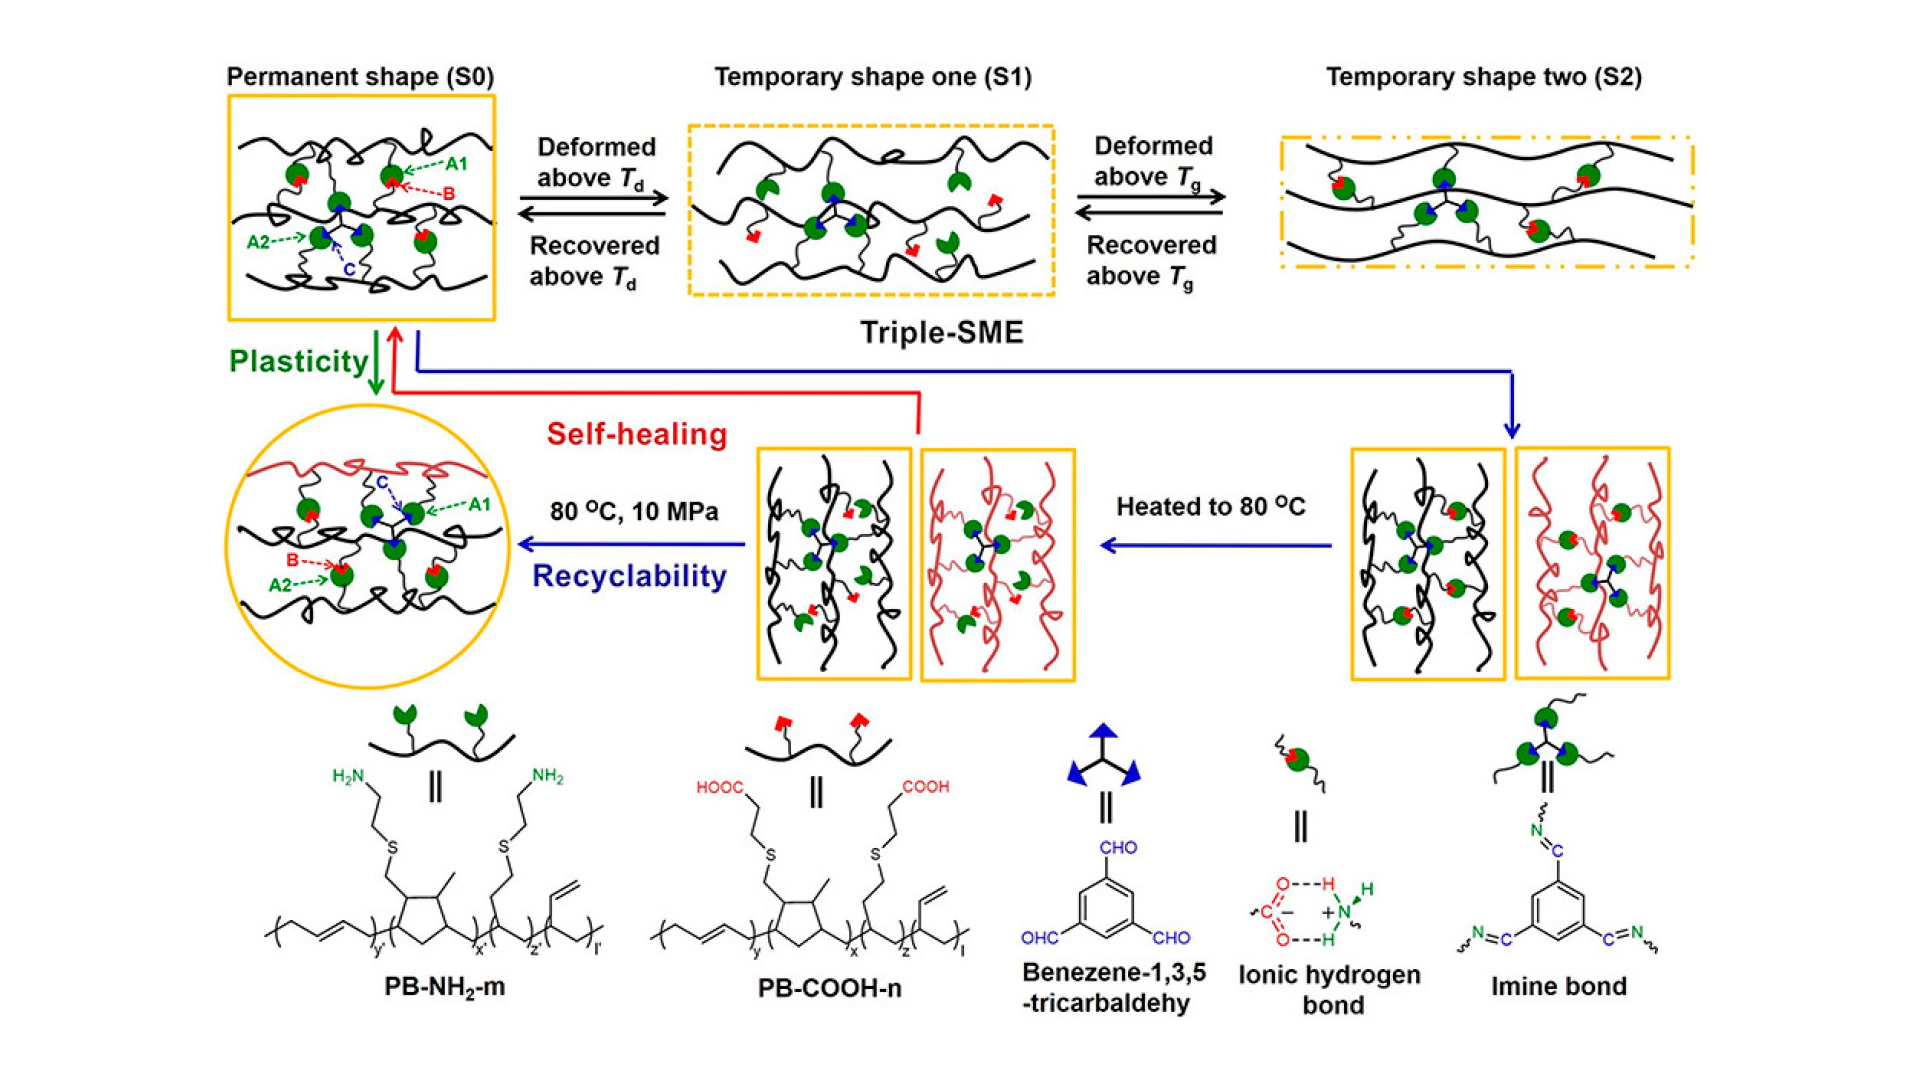 Permanent shape (S0)
Temporary shape one (S1)
Temporary shape two (S2)
A1
B
A2
C
Deformed
above Td
Recovered
above Td
Deformed
above Tg
Recovered
above Tg
Triple-SME
Plasticity
Self-healing
C
A1
B
A2
80 OC, 10 MPa
Recyclability
Heated to 80 OC
H2N
NH2
S
S
y'
x'
z'
l'
PB-NH2-m
HOOC
COOH
S
S
y
x
z
l
PB-COOH-n
CHO
OHC
CHO
Benezene-1,3,5
-tricarbaldehy
O
H
H
C
−
+
N
O
H
Ionic hydrogen
bond
N
C
N
C
C
N
Imine bond